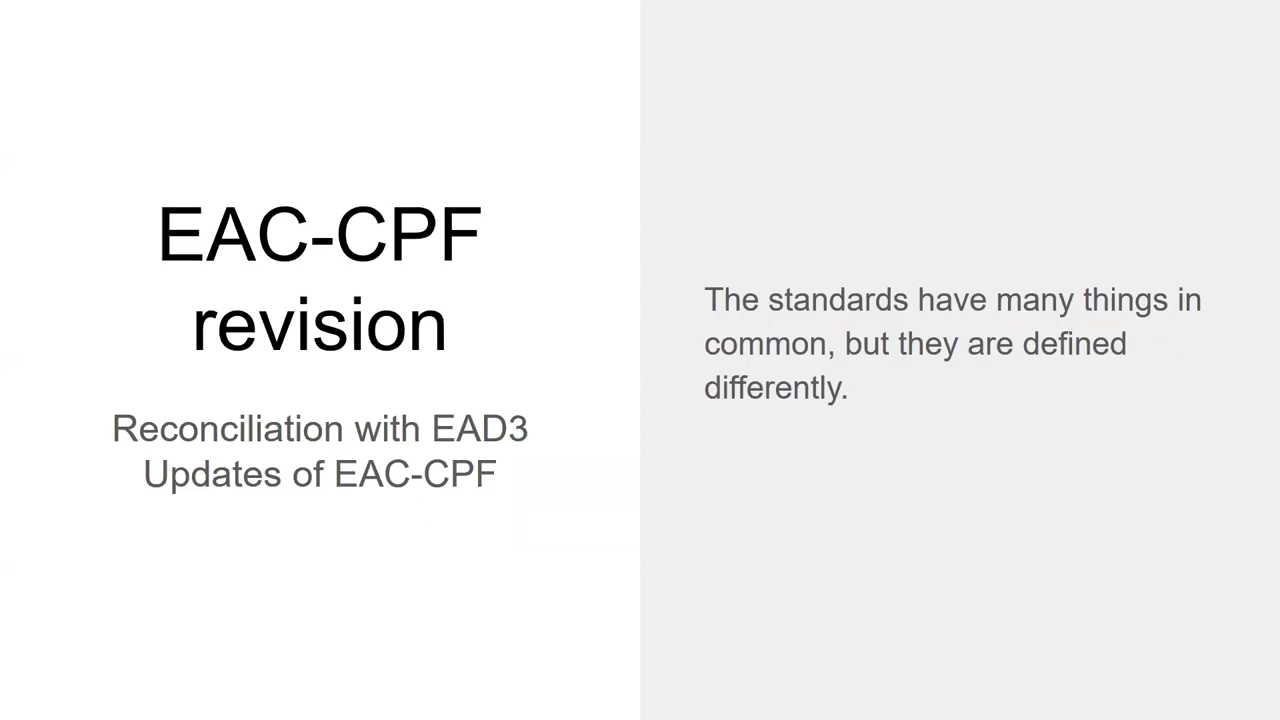 EAC-CPF
revision
Reconciliation with EAD3
Updates of EAC-CPF
The standards have many things in
common, but they are defined
differently.